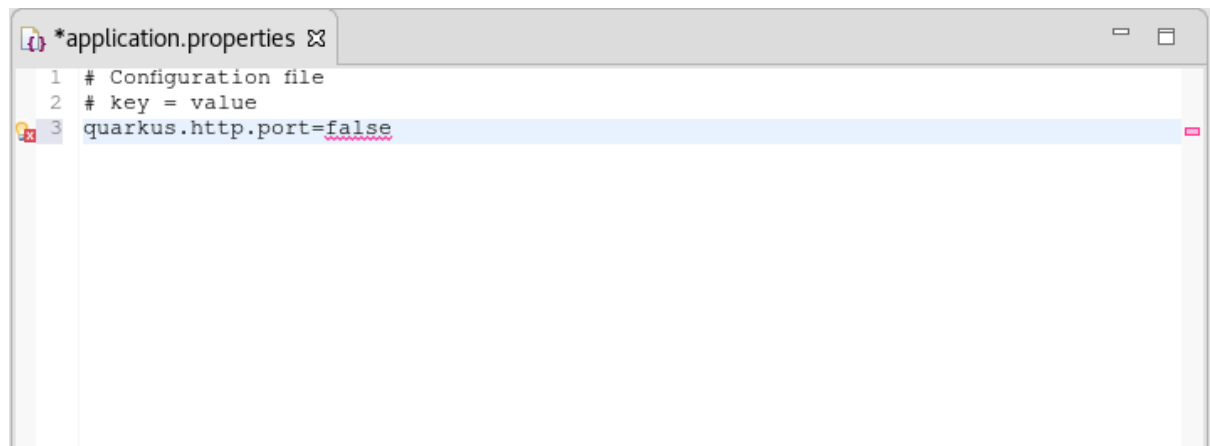 *application.properties
1 # Configuration file
2 # key = value
3 quarkus.http.port=false